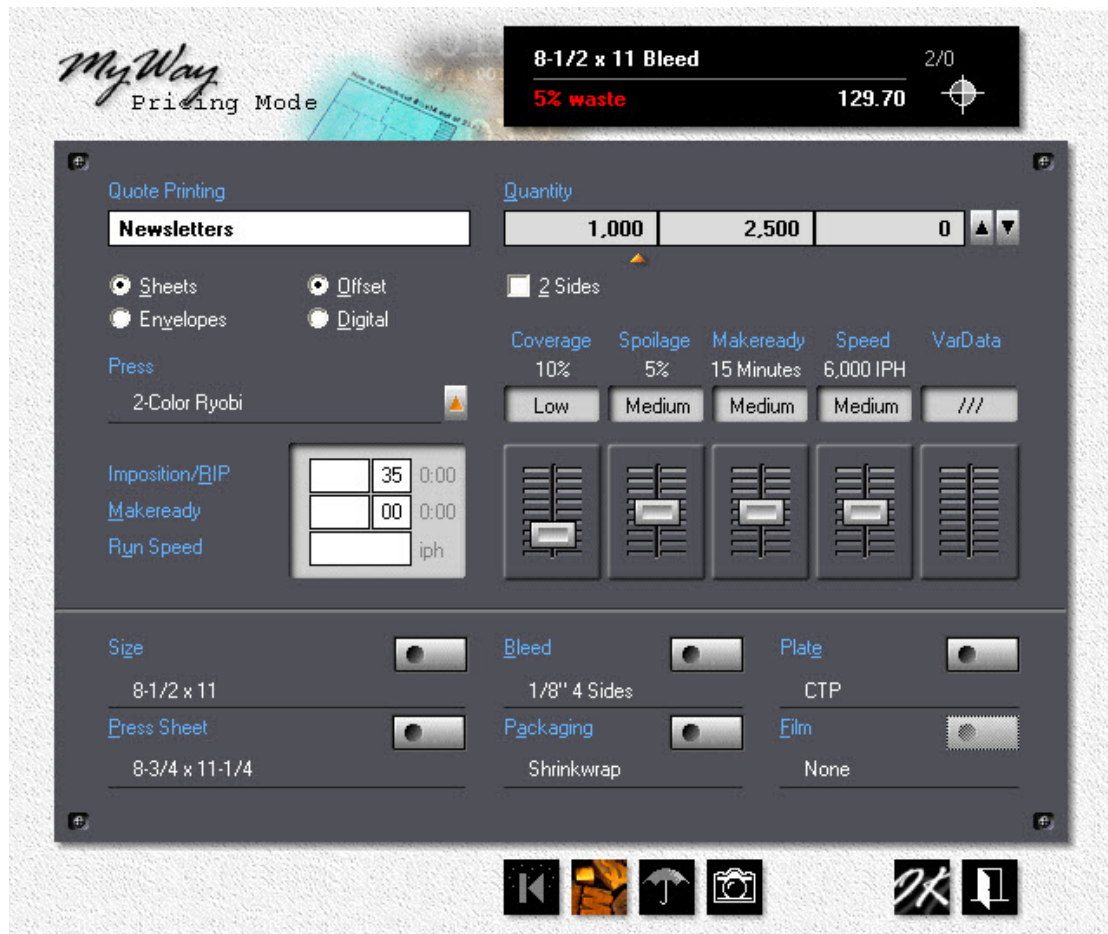 MyWay
Pricing Mode
8-1/2 x 11 Bleed 2/0
5% waste 129.70
Quote Printing
Newsletters
Quantity
1,000 2,500 0
Sheets Offset
Envelopes Digital
2 Sides
Press
2-Color Ryobi
Coverage Spoilage Makeready Speed VarData
10% 5% 15 Minutes 6,000 IPH
Low Medium Medium Medium ///
Imposition/RIP 35 0:00
Makeready 00 0:00
Run Speed iph
Size Bleed Plate
8-1/2 x 11 1/8" 4 Sides CTP
Press Sheet Packaging Film
8-3/4 x 11-1/4 Shrinkwrap None
OK